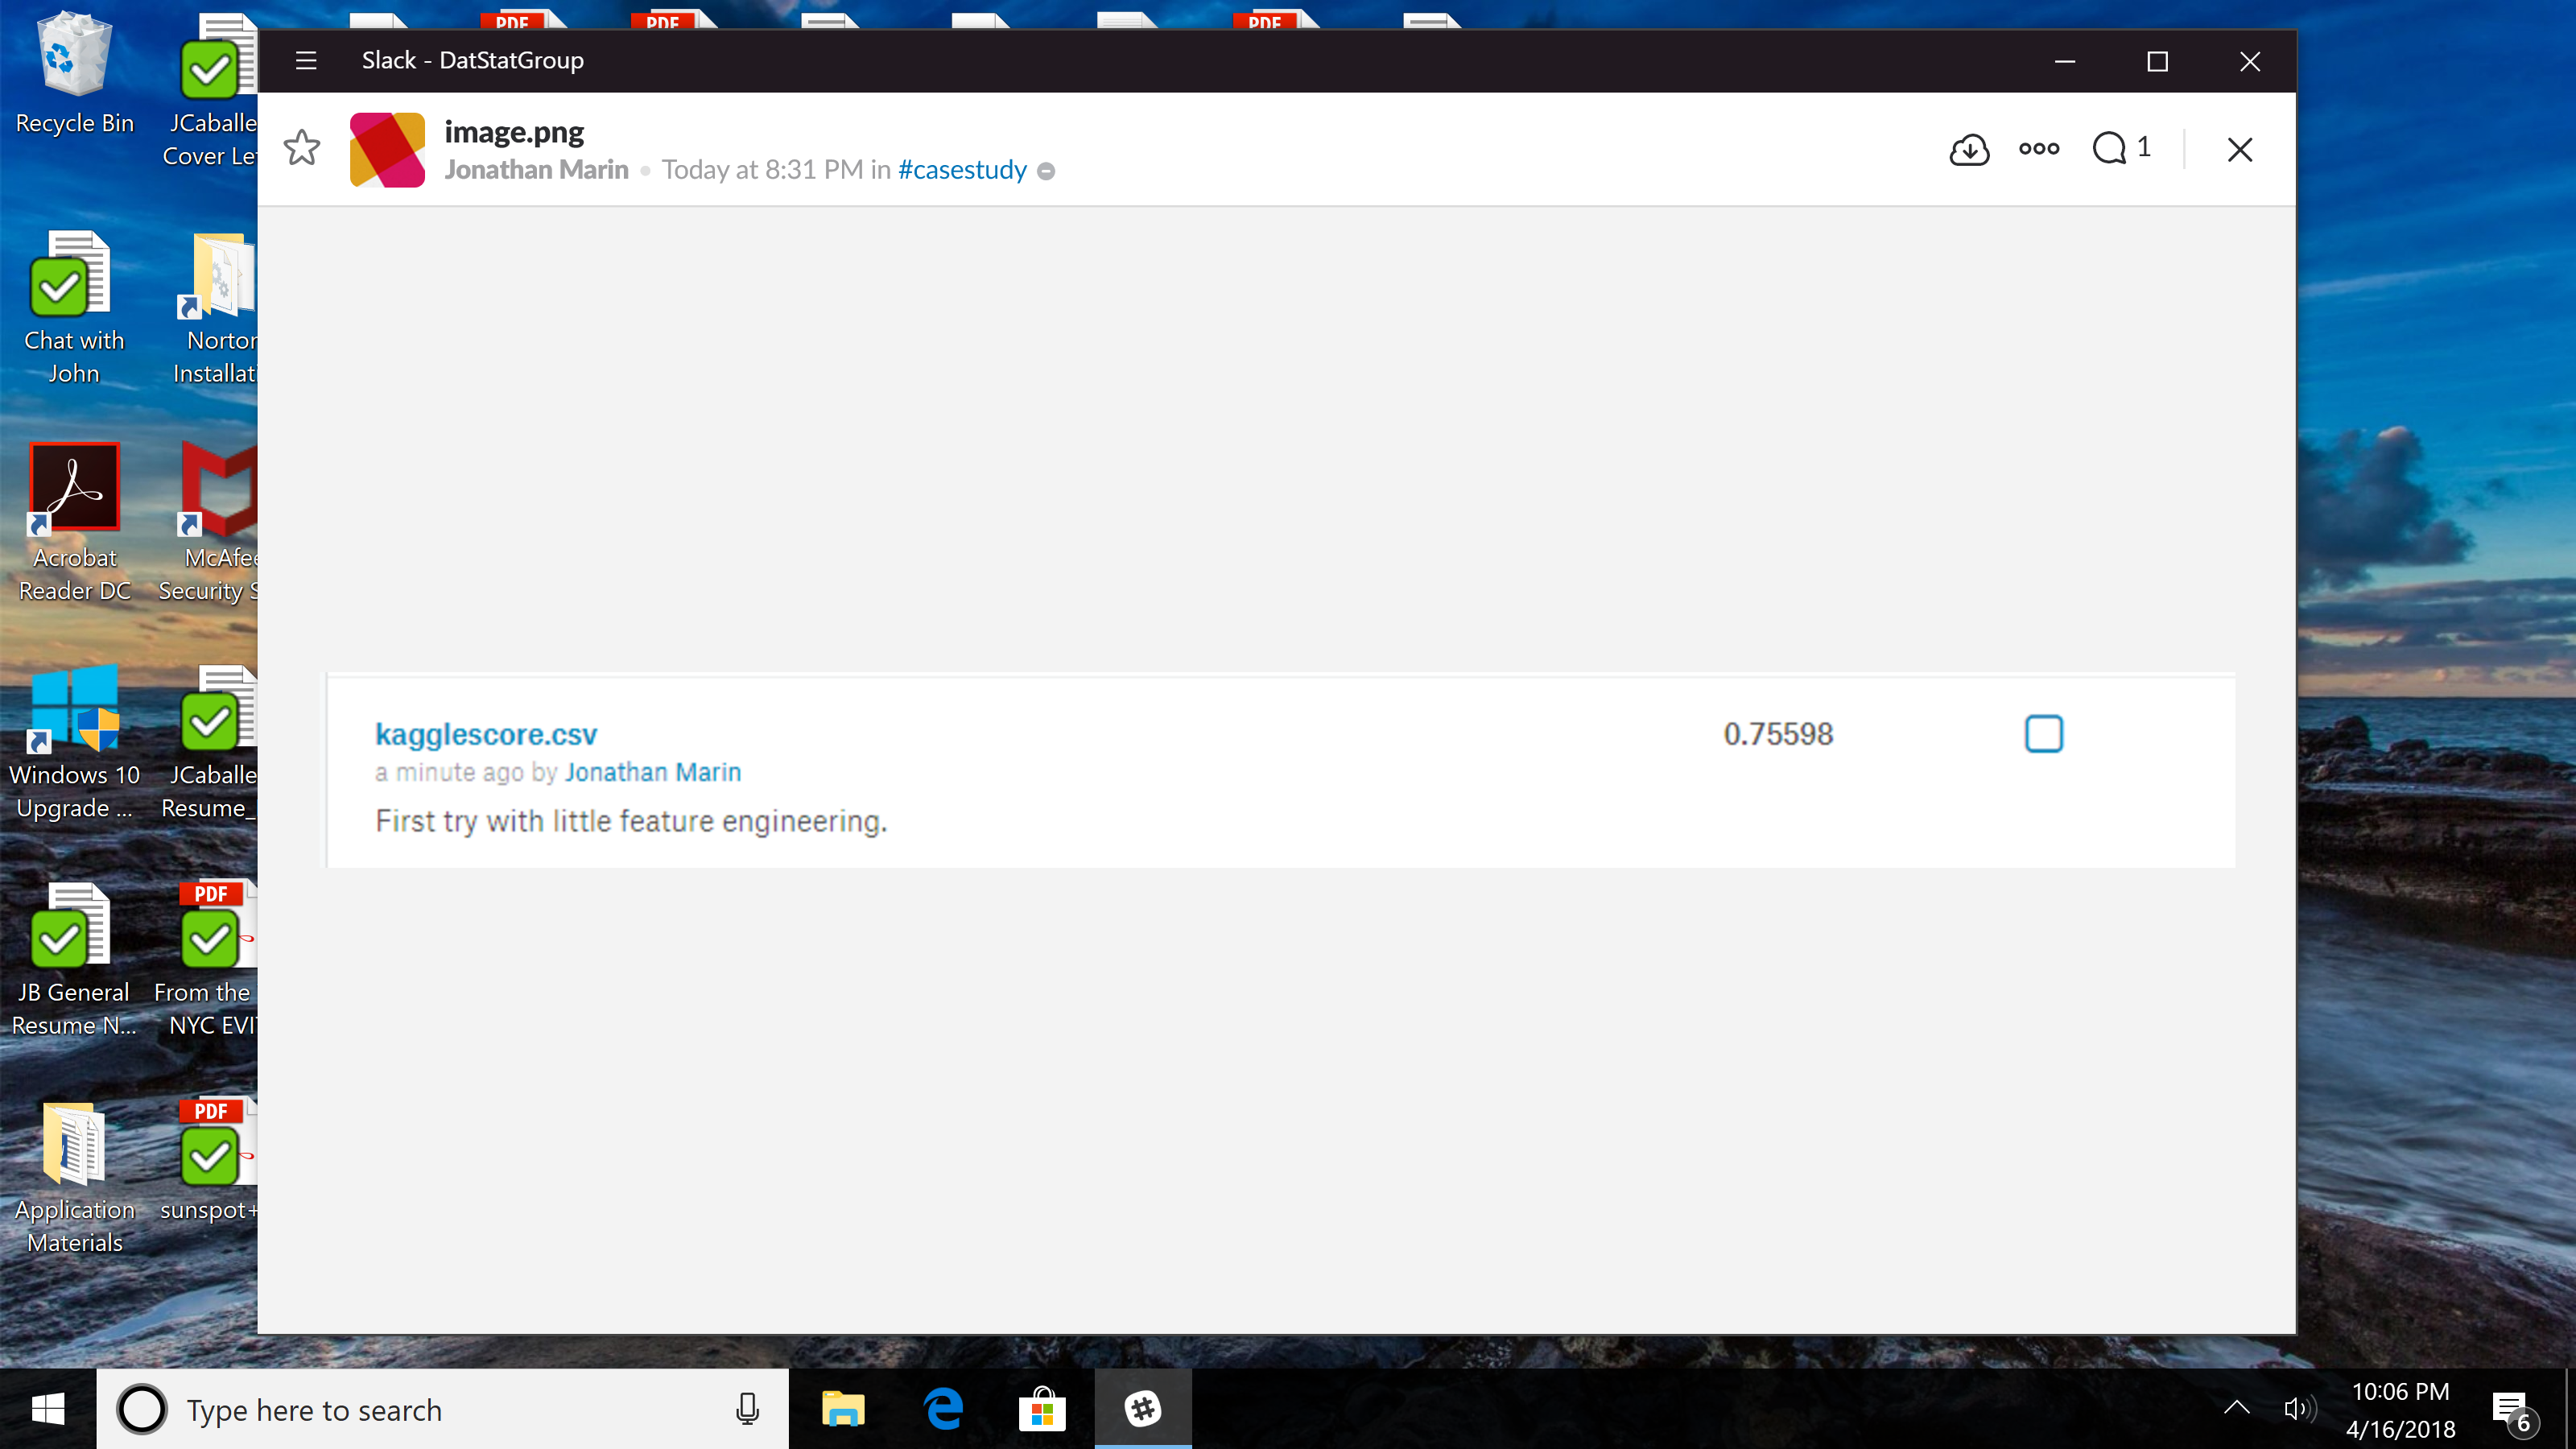 PDF
PDF
PDF
Slack - DatStatGroup
image.png
Jonathan Marin • Today at 8:31 PM in #casestudy
1
kagglescore.csv
0.75598
a minute ago by Jonathan Marin
First try with little feature engineering.
Recycle Bin
JCaballe
Cover Let
Chat with
John
Norton
Installati
Acrobat
Reader DC
McAfee
Security S
Windows 10
Upgrade ...
JCaballe
Resume_
JB General
Resume N...
PDF
From the
NYC EVI
Application
Materials
PDF
sunspot+
Type here to search
10:06 PM
4/16/2018
6